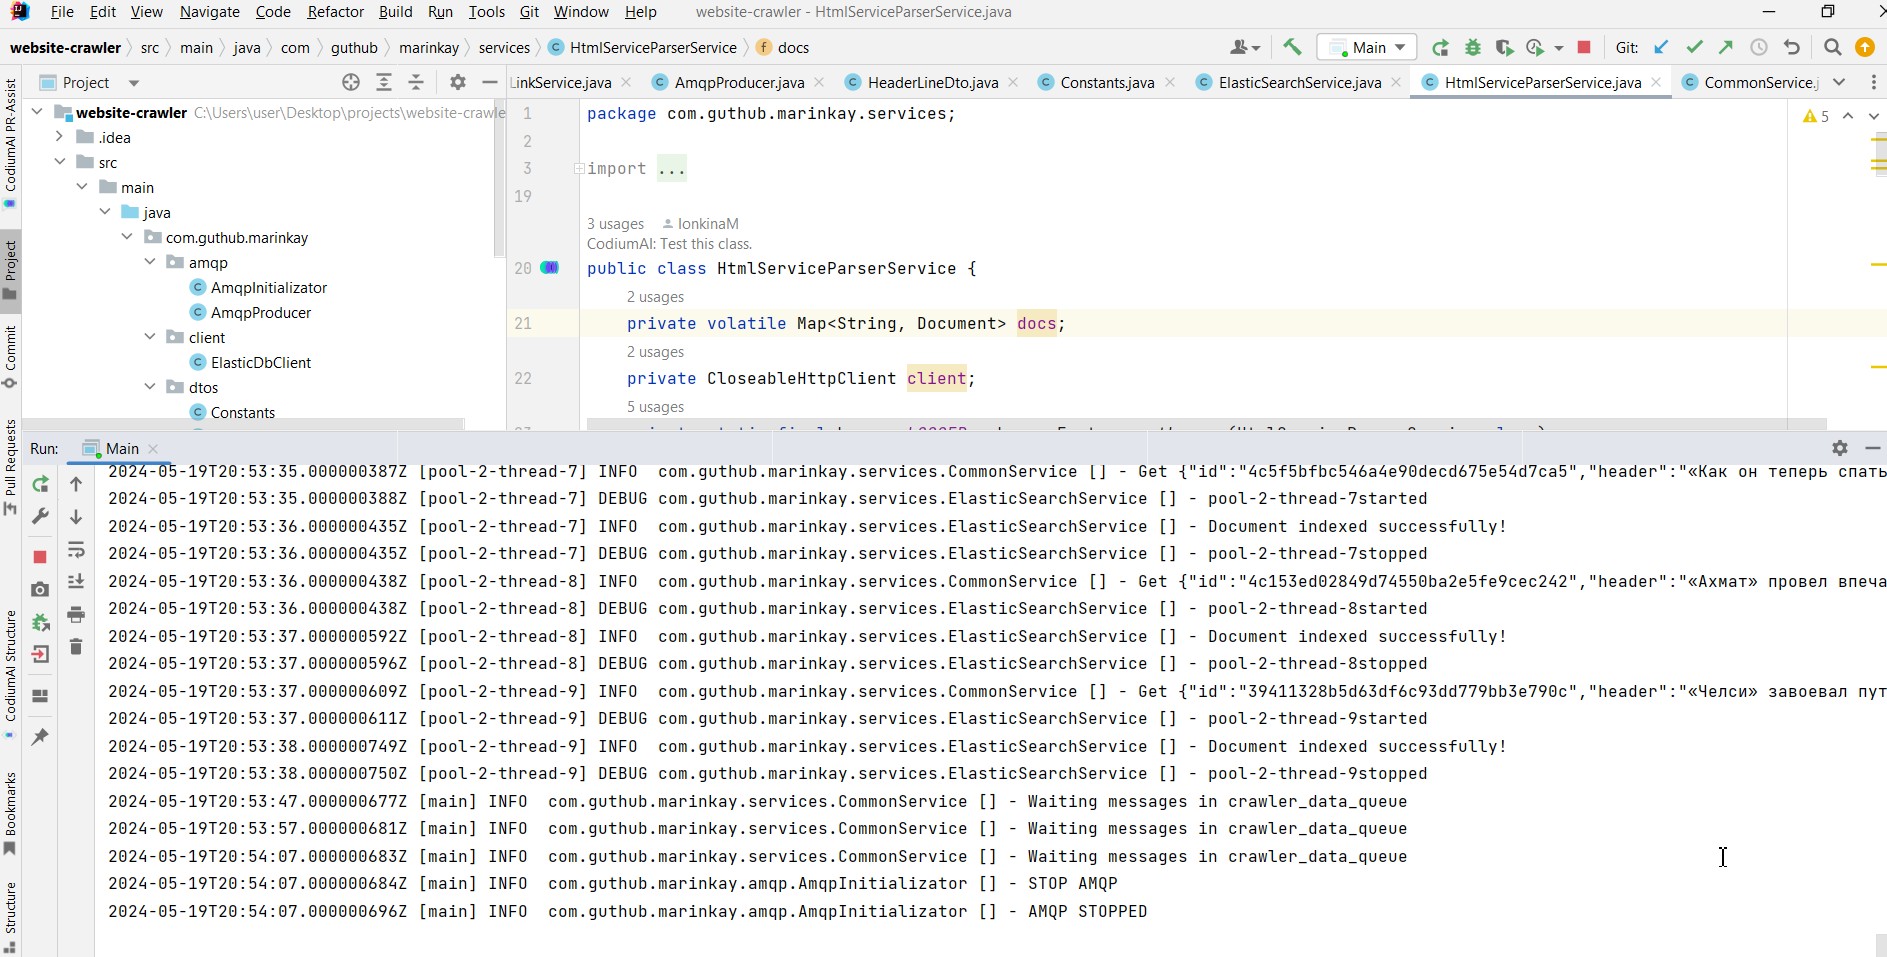 File Edit View Navigate Code Refactor Build Run Tools Git Window Help website-crawler - HtmlServiceParserService.java
website-crawler src main java com guthub marinkay services HtmlServiceParserService docs Main Git:
Project
LinkService.java AmqpProducer.java HeaderLineDto.java Constants.java ElasticSearchService.java HtmlServiceParserService.java CommonService.j
website-crawler C:\Users\user\Desktop\projects\website-crawle
.idea
src
main
java
com.guthub.marinkay
amqp
AmqpInitializator
AmqpProducer
client
ElasticDbClient
dtos
Constants
CodiumAI PR-Assist
Project
Commit
Pull Requests
CodiumAI Structure
Bookmarks
Structure
1 package com.guthub.marinkay.services;
2
3 import ...
19
3 usages IonkinaM
CodiumAI: Test this class.
20 public class HtmlServiceParserService {
2 usages
21 private volatile Map<String, Document> docs;
2 usages
22 private CloseableHttpClient client;
5 usages
5
Run: Main
2024-05-19T20:53:35.000000387Z [pool-2-thread-7] INFO com.guthub.marinkay.services.CommonService [] - Get {"id":"4c5f5bfbc546a4e90decd675e54d7ca5","header":"«Как он теперь спать
2024-05-19T20:53:35.000000388Z [pool-2-thread-7] DEBUG com.guthub.marinkay.services.ElasticSearchService [] - pool-2-thread-7started
2024-05-19T20:53:36.000000435Z [pool-2-thread-7] INFO com.guthub.marinkay.services.ElasticSearchService [] - Document indexed successfully!
2024-05-19T20:53:36.000000435Z [pool-2-thread-7] DEBUG com.guthub.marinkay.services.ElasticSearchService [] - pool-2-thread-7stopped
2024-05-19T20:53:36.000000438Z [pool-2-thread-8] INFO com.guthub.marinkay.services.CommonService [] - Get {"id":"4c153ed02849d74550ba2e5fe9cec242","header":"«Ахмат» провел впеча
2024-05-19T20:53:36.000000438Z [pool-2-thread-8] DEBUG com.guthub.marinkay.services.ElasticSearchService [] - pool-2-thread-8started
2024-05-19T20:53:37.000000592Z [pool-2-thread-8] INFO com.guthub.marinkay.services.ElasticSearchService [] - Document indexed successfully!
2024-05-19T20:53:37.000000596Z [pool-2-thread-8] DEBUG com.guthub.marinkay.services.ElasticSearchService [] - pool-2-thread-8stopped
2024-05-19T20:53:37.000000609Z [pool-2-thread-9] INFO com.guthub.marinkay.services.CommonService [] - Get {"id":"39411328b5d63df6c93dd779bb3e790c","header":"«Челси» завоевал пут
2024-05-19T20:53:37.000000611Z [pool-2-thread-9] DEBUG com.guthub.marinkay.services.ElasticSearchService [] - pool-2-thread-9started
2024-05-19T20:53:38.000000749Z [pool-2-thread-9] INFO com.guthub.marinkay.services.ElasticSearchService [] - Document indexed successfully!
2024-05-19T20:53:38.000000750Z [pool-2-thread-9] DEBUG com.guthub.marinkay.services.ElasticSearchService [] - pool-2-thread-9stopped
2024-05-19T20:53:47.000000677Z [main] INFO com.guthub.marinkay.services.CommonService [] - Waiting messages in crawler_data_queue
2024-05-19T20:53:57.000000681Z [main] INFO com.guthub.marinkay.services.CommonService [] - Waiting messages in crawler_data_queue
2024-05-19T20:54:07.000000683Z [main] INFO com.guthub.marinkay.services.CommonService [] - Waiting messages in crawler_data_queue
2024-05-19T20:54:07.000000684Z [main] INFO com.guthub.marinkay.amqp.AmqpInitializator [] - STOP AMQP
2024-05-19T20:54:07.000000696Z [main] INFO com.guthub.marinkay.amqp.AmqpInitializator [] - AMQP STOPPED